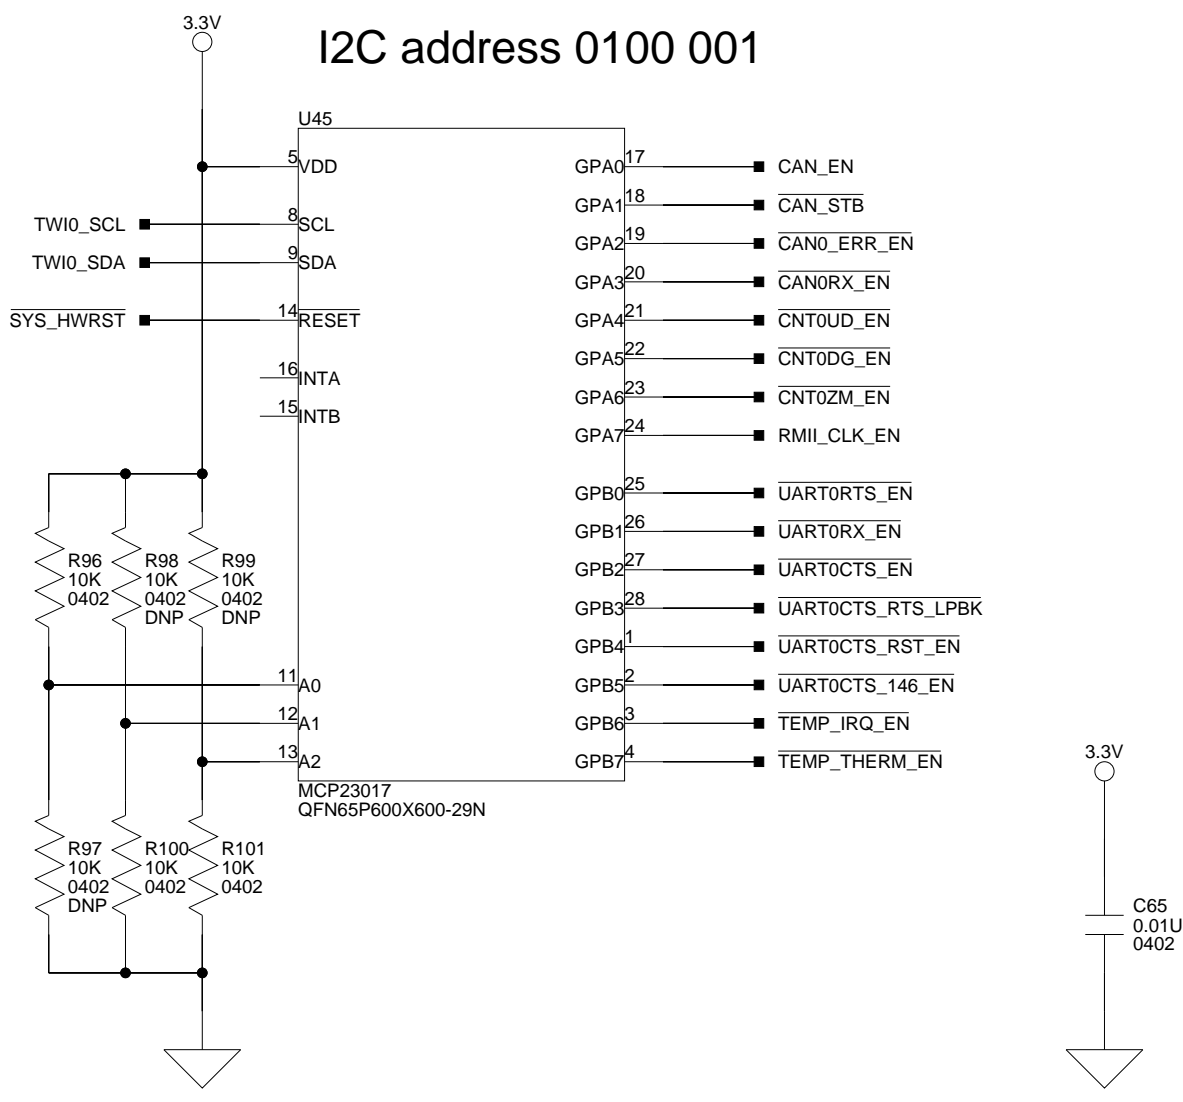 3.3V
I2C address 0100 001
U45
5 VDD
GPA0 17 CAN_EN
GPA1 18 CAN_STB
TWI0_SCL 8 SCL
GPA2 19 CAN0_ERR_EN
TWI0_SDA 9 SDA
GPA3 20 CAN0RX_EN
SYS_HWRST 14 RESET
GPA4 21 CNT0UD_EN
GPA5 22 CNT0DG_EN
16 INTA
GPA6 23 CNT0ZM_EN
15 INTB
GPA7 24 RMII_CLK_EN
GPB0 25 UART0RTS_EN
GPB1 26 UART0RX_EN
GPB2 27 UART0CTS_EN
GPB3 28 UART0CTS_RTS_LPBK
GPB4 1 UART0CTS_RST_EN
GPB5 2 UART0CTS_146_EN
GPB6 3 TEMP_IRQ_EN
GPB7 4 TEMP_THERM_EN
R96
10K
0402
R98
10K
0402
DNP
R99
10K
0402
DNP
11 A0
12 A1
13 A2
MCP23017
QFN65P600X600-29N
R97
10K
0402
DNP
R100
10K
0402
R101
10K
0402
3.3V
C65
0.01U
0402